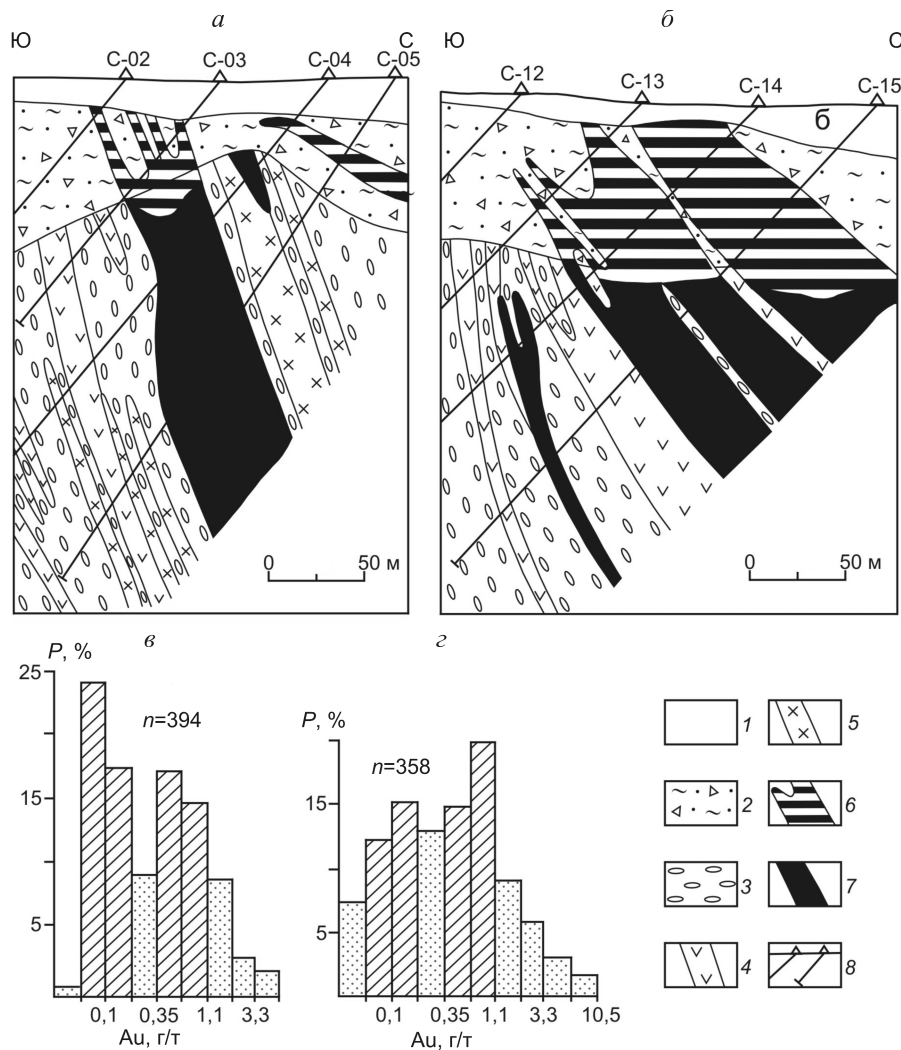 а
б
Ю
С
Ю
С
С-02
С-03
С-04
С-05
С-12
С-13
С-14
С-15
б
0
50 м
0
50 м
в
г
P, %
25
15
5
n=394
0,1
0,35
1,1
3,3
Au, г/т
P, %
15
5
n=358
0,1
0,35
1,1
3,3
10,5
Au, г/т
1
5
2
6
3
7
4
8